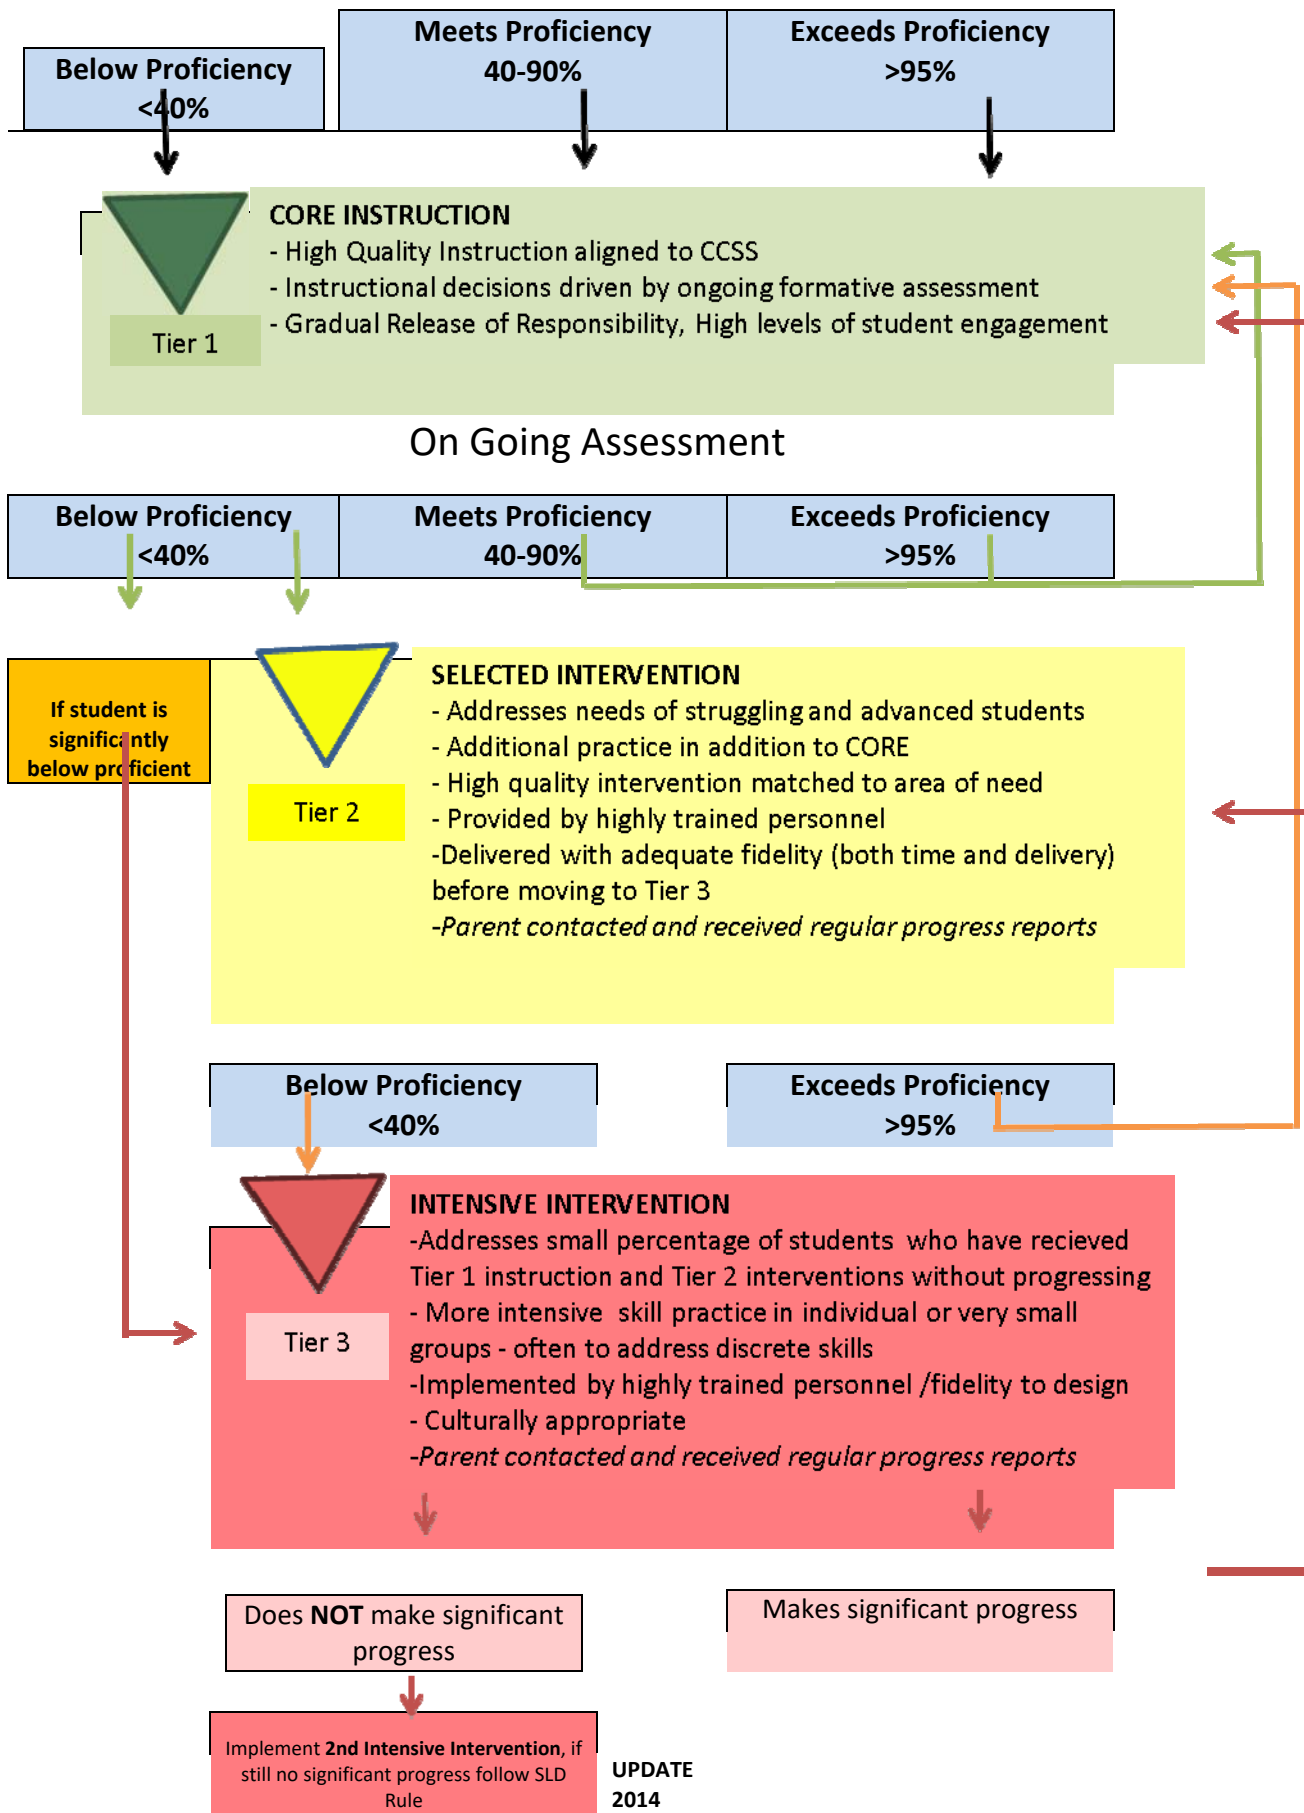 Below Proficiency
<40%
Meets Proficiency
40-90%
Exceeds Proficiency
>95%
CORE INSTRUCTION
- High Quality Instruction aligned to CCSS
- Instructional decisions driven by ongoing formative assessment
- Gradual Release of Responsibility, High levels of student engagement
Tier 1
On Going Assessment
Below Proficiency
<40%
Meets Proficiency
40-90%
Exceeds Proficiency
>95%
If student is
significantly
below proficient
Tier 2
SELECTED INTERVENTION
- Addresses needs of struggling and advanced students
- Additional practice in addition to CORE
- High quality intervention matched to area of need
- Provided by highly trained personnel
-Delivered with adequate fidelity (both time and delivery)
before moving to Tier 3
-Parent contacted and received regular progress reports
Below Proficiency
<40%
Exceeds Proficiency
>95%
Tier 3
INTENSIVE INTERVENTION
-Addresses small percentage of students who have recieved
Tier 1 instruction and Tier 2 interventions without progressing
- More intensive skill practice in individual or very small
groups - often to address discrete skills
-Implemented by highly trained personnel /fidelity to design
- Culturally appropriate
-Parent contacted and received regular progress reports
Does NOT make significant
progress
Makes significant progress
Implement 2nd Intensive Intervention, if
still no significant progress follow SLD
Rule
UPDATE
2014